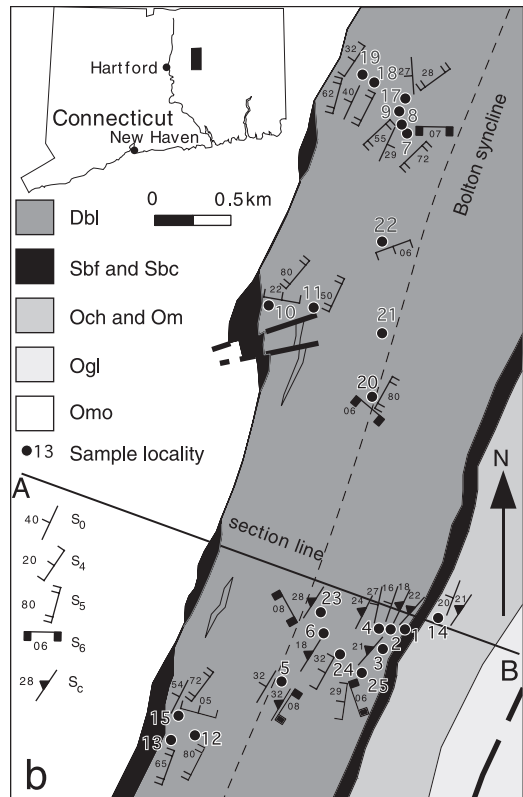 Hartford
Connecticut
New Haven
0 0.5km
Dbl
Sbf and Sbc
Och and Om
Ogl
Omo
13 Sample locality
A
40 S0
20 S4
80 S5
06 S6
28 Sc
b
Bolton syncline
section line
N
B
32
19
18
27
28
62
40
17
9
8
7
07
55
29
72
22
06
80
22
50
10
11
21
20
06
80
08
28
23
24
27
16
18
22
20
21
6
4
2
1
14
18
21
3
32
24
5
32
25
32
08
29
06
54
72
05
15
13
12
65
80